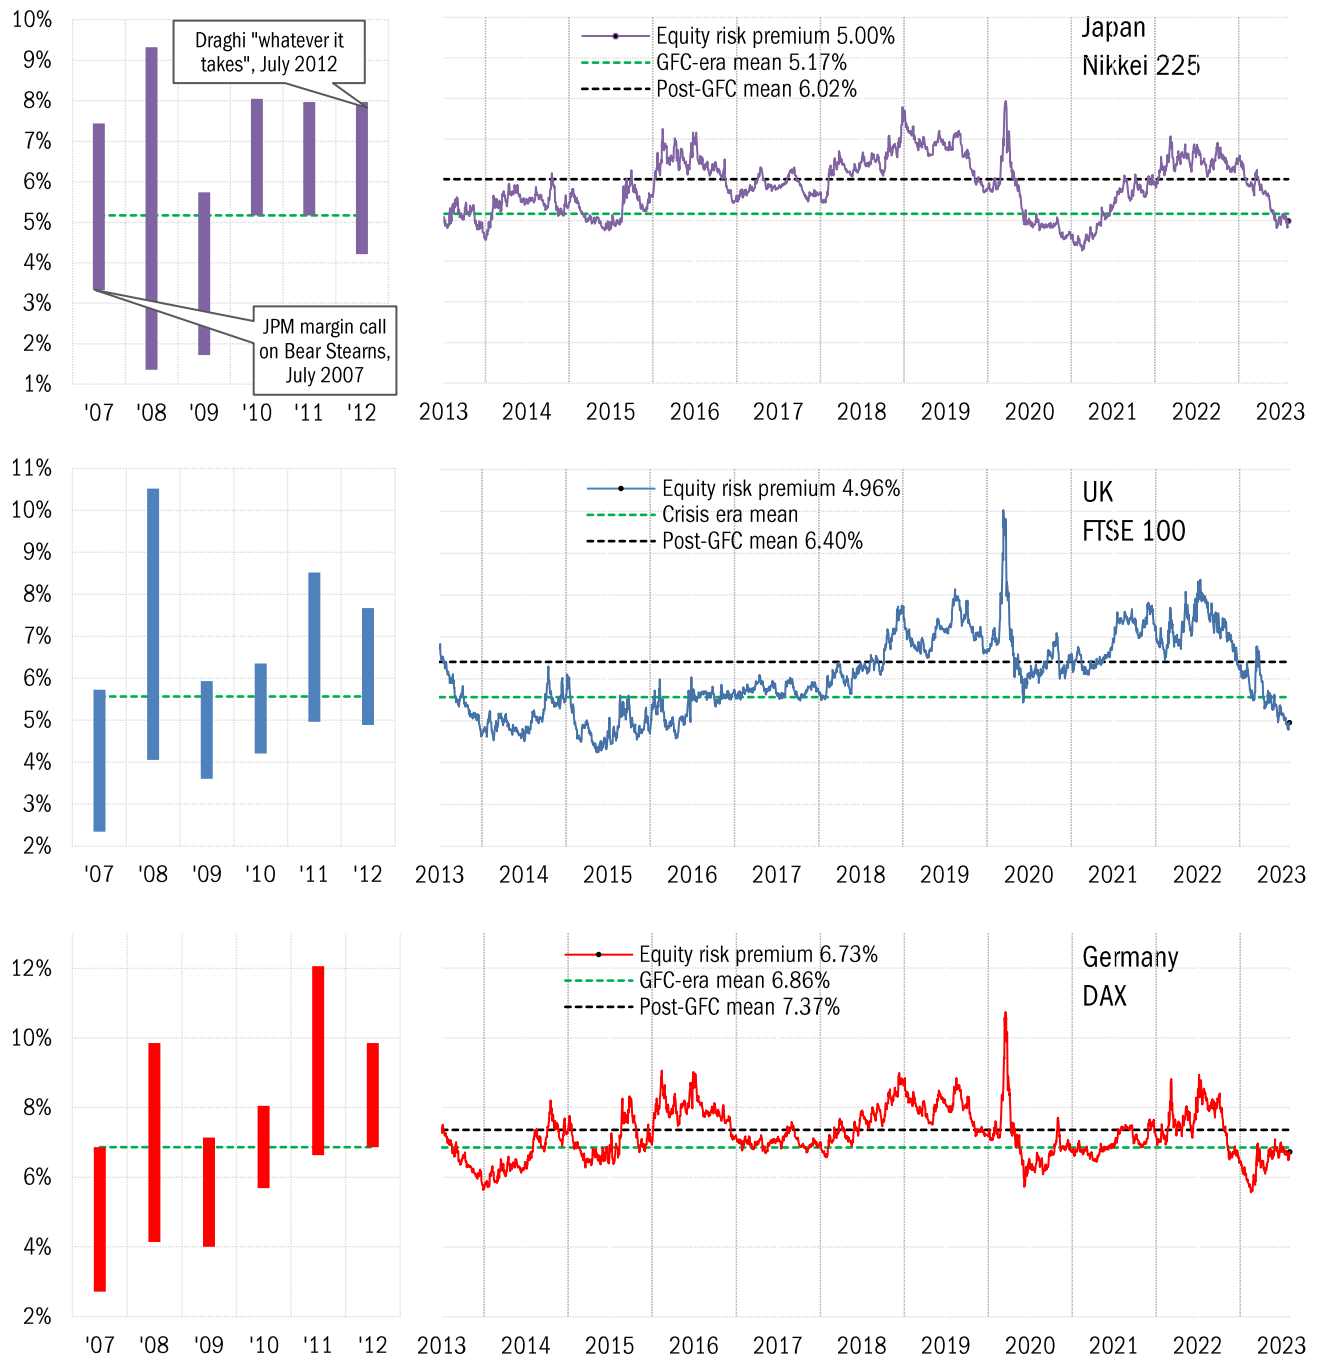 10%
9%
8%
7%
6%
5%
4%
3%
2%
1%
Draghi "whatever it
takes", July 2012
JPM margin call
on Bear Stearns,
July 2007
'07 '08 '09 '10 '11 '12
Equity risk premium 5.00%
GFC-era mean 5.17%
Post-GFC mean 6.02%
Japan
Nikkei 225
2013 2014 2015 2016 2017 2018 2019 2020 2021 2022 2023
11%
10%
9%
8%
7%
6%
5%
4%
3%
2%
'07 '08 '09 '10 '11 '12
Equity risk premium 4.96%
Crisis era mean
Post-GFC mean 6.40%
UK
FTSE 100
2013 2014 2015 2016 2017 2018 2019 2020 2021 2022 2023
12%
10%
8%
6%
4%
2%
'07 '08 '09 '10 '11 '12
Equity risk premium 6.73%
GFC-era mean 6.86%
Post-GFC mean 7.37%
Germany
DAX
2013 2014 2015 2016 2017 2018 2019 2020 2021 2022 2023